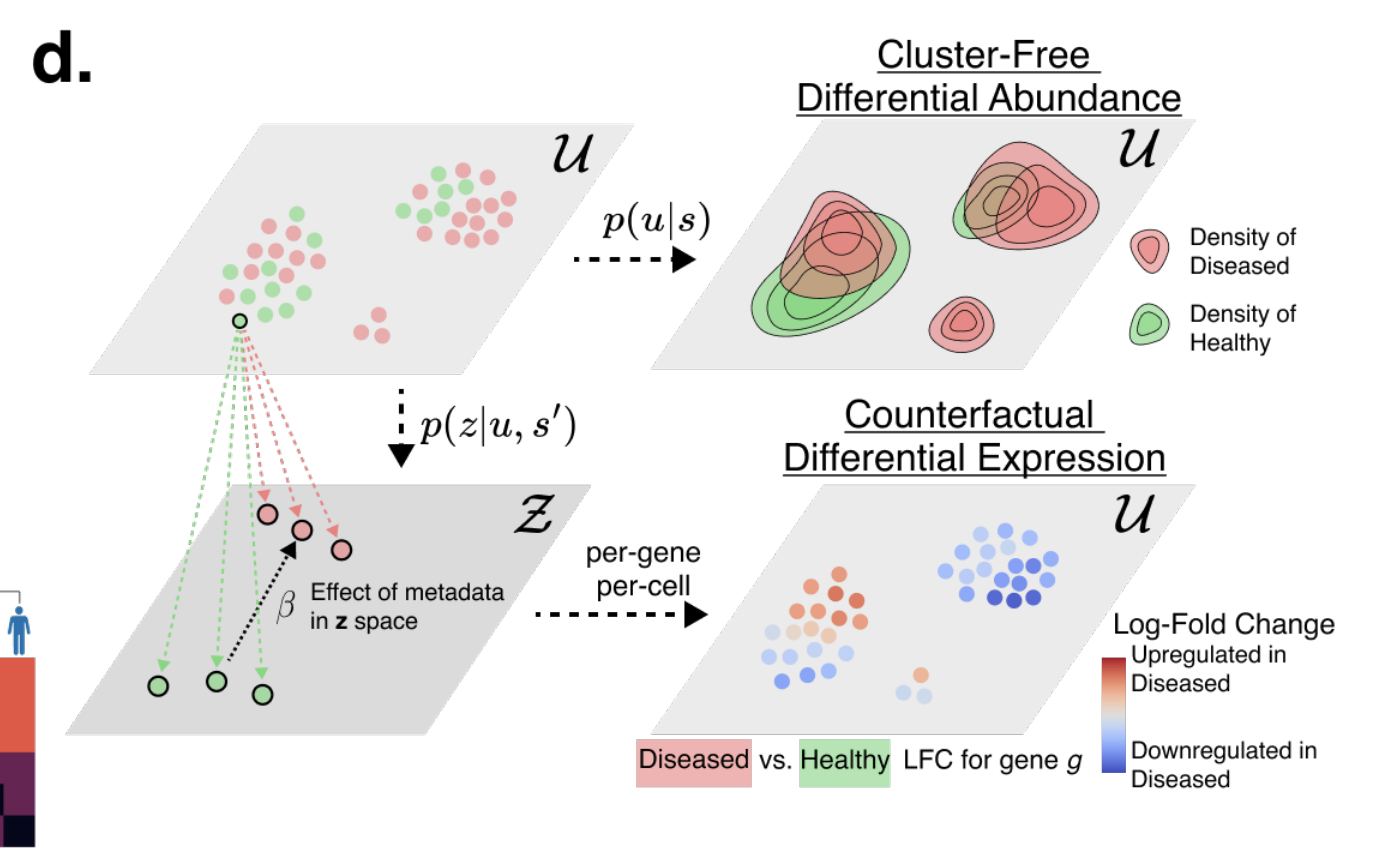 d.
Cluster-Free
Differential Abundance
𝒰
𝒰
p(u|s)
Density of
Diseased
Density of
Healthy
p(z|u, s′)
Counterfactual
Differential Expression
𝒵
𝒰
per-gene
per-cell
β
Effect of metadata
in z space
Log-Fold Change
Upregulated in
Diseased
Downregulated in
Diseased
Diseased vs. Healthy LFC for gene g